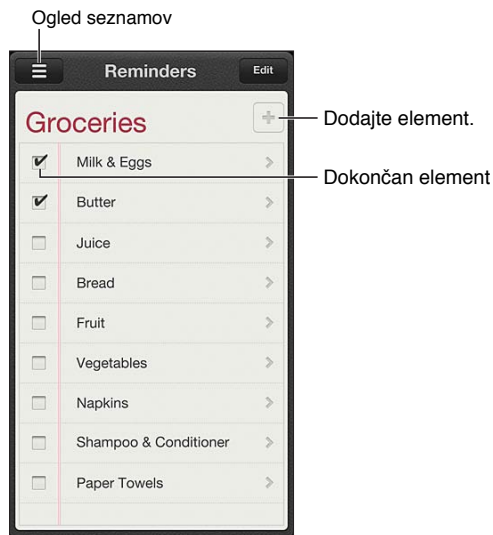 Ogled seznamov
Reminders
Edit
Groceries
Dodajte element.
Milk & Eggs
Dokončan element
Butter
Juice
Bread
Fruit
Vegetables
Napkins
Shampoo & Conditioner
Paper Towels